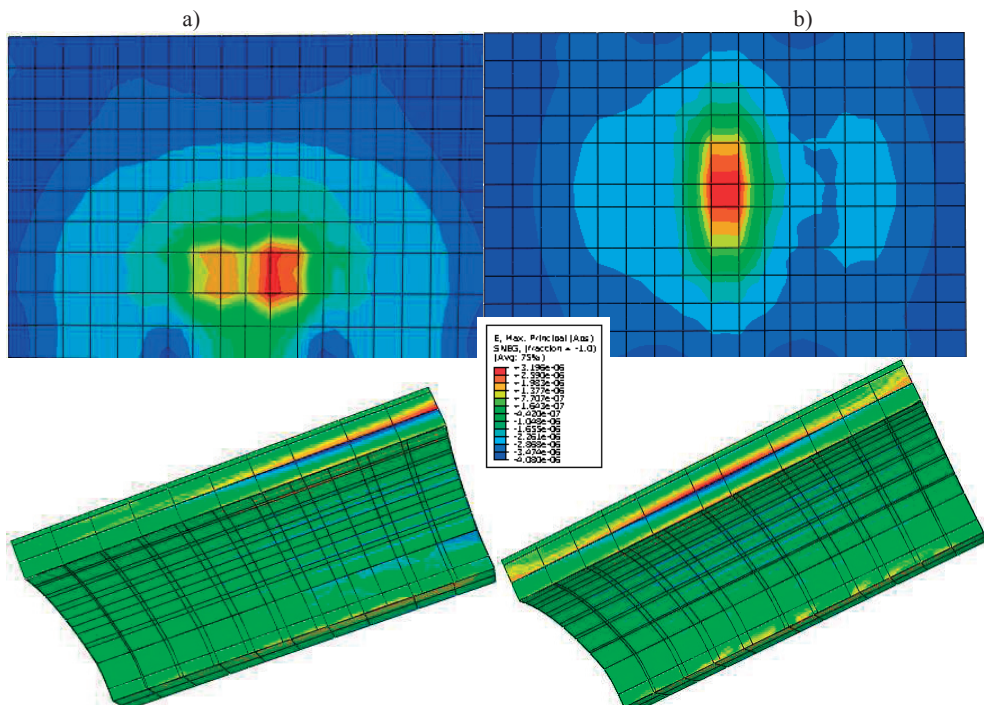 a)
b)
E, Max. Principal (Abs)
SNEG, (fraction = -1.0)
(Avg: 75%)
+3.196e-06
+2.590e-06
+1.983e-06
+1.377e-06
+7.707e-07
+1.643e-07
-4.420e-07
-1.048e-06
-1.655e-06
-2.261e-06
-2.868e-06
-3.474e-06
-4.080e-06